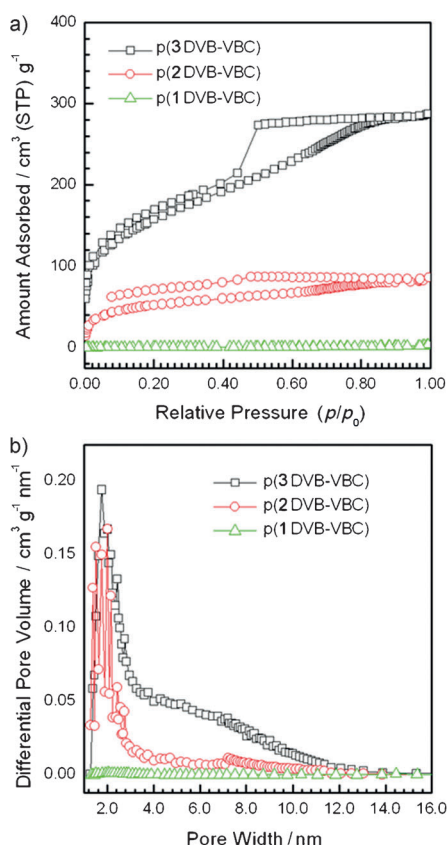 a)
p(3 DVB-VBC)
p(2 DVB-VBC)
p(1 DVB-VBC)
Amount Adsorbed / cm³ (STP) g⁻¹
400
300
200
100
0
0.00 0.20 0.40 0.60 0.80 1.00
Relative Pressure (p/p₀)
b)
p(3 DVB-VBC)
p(2 DVB-VBC)
p(1 DVB-VBC)
Differential Pore Volume / cm³ g⁻¹ nm⁻¹
0.20
0.15
0.10
0.05
0.00
2.0 4.0 6.0 8.0 10.0 12.0 14.0 16.0
Pore Width / nm